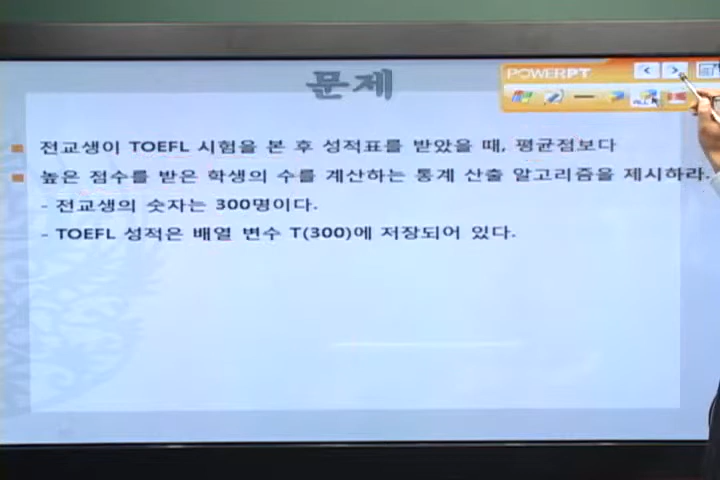 문제
POWERPT
전교생이 TOEFL 시험을 본 후 성적표를 받았을 때, 평균점보다
높은 점수를 받은 학생의 수를 계산하는 통계 산출 알고리즘을 제시하라.
- 전교생의 숫자는 300명이다.
- TOEFL 성적은 배열 변수 T(300)에 저장되어 있다.